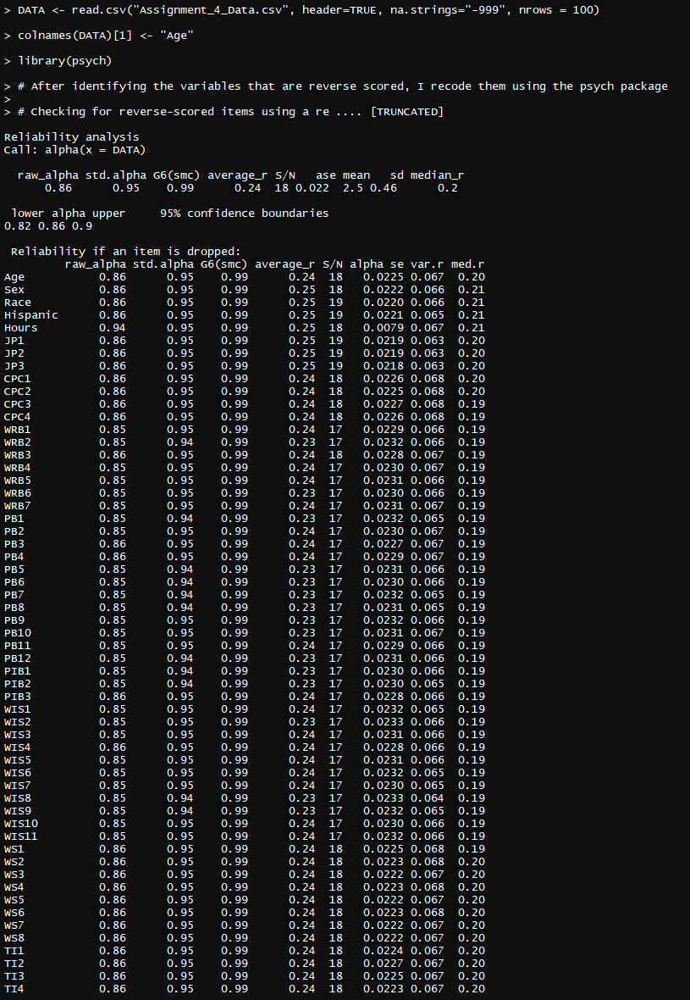 > DATA <- read.csv("Assignment_4_Data.csv", header=TRUE, na.strings="-999", nrows = 100)
> colnames(DATA)[1] <- "Age"
> library(psych)
> # After identifying the variables that are reverse scored, I recode them using the psych package
>
> # Checking for reverse-scored items using a re .... [TRUNCATED]
Reliability analysis
Call: alpha(x = DATA)
raw_alpha std.alpha G6(smc) average_r S/N ase mean sd median_r
0.86 0.95 0.99 0.24 18 0.022 2.5 0.46 0.2
lower alpha upper 95% confidence boundaries
0.82 0.86 0.9
Reliability if an item is dropped:
raw_alpha std.alpha G6(smc) average_r S/N alpha se var.r med.r
Age 0.86 0.95 0.99 0.24 18 0.0225 0.067 0.20
Sex 0.86 0.95 0.99 0.25 18 0.0222 0.066 0.21
Race 0.86 0.95 0.99 0.25 19 0.0220 0.066 0.21
Hispanic 0.86 0.95 0.99 0.25 19 0.0221 0.065 0.21
Hours 0.94 0.95 0.99 0.25 18 0.0079 0.067 0.21
JP1 0.86 0.95 0.99 0.25 19 0.0219 0.063 0.20
JP2 0.86 0.95 0.99 0.25 19 0.0219 0.063 0.20
JP3 0.86 0.95 0.99 0.25 19 0.0218 0.063 0.20
CPC1 0.86 0.95 0.99 0.24 18 0.0226 0.068 0.20
CPC2 0.86 0.95 0.99 0.24 18 0.0225 0.068 0.20
CPC3 0.86 0.95 0.99 0.24 18 0.0227 0.068 0.19
CPC4 0.86 0.95 0.99 0.24 18 0.0226 0.068 0.19
WRB1 0.85 0.95 0.99 0.24 17 0.0229 0.066 0.19
WRB2 0.85 0.94 0.99 0.23 17 0.0232 0.066 0.19
WRB3 0.86 0.95 0.99 0.24 18 0.0228 0.067 0.19
WRB4 0.85 0.95 0.99 0.24 17 0.0230 0.067 0.19
WRB5 0.85 0.95 0.99 0.24 17 0.0231 0.066 0.19
WRB6 0.85 0.95 0.99 0.23 17 0.0230 0.066 0.19
WRB7 0.85 0.95 0.99 0.24 17 0.0231 0.067 0.19
PB1 0.85 0.94 0.99 0.23 17 0.0232 0.065 0.19
PB2 0.85 0.95 0.99 0.24 17 0.0230 0.067 0.19
PB3 0.86 0.95 0.99 0.24 17 0.0227 0.067 0.19
PB4 0.86 0.95 0.99 0.24 17 0.0229 0.067 0.19
PB5 0.85 0.94 0.99 0.23 17 0.0231 0.066 0.19
PB6 0.85 0.94 0.99 0.23 17 0.0230 0.066 0.19
PB7 0.85 0.94 0.99 0.23 17 0.0232 0.065 0.19
PB8 0.85 0.94 0.99 0.23 17 0.0231 0.065 0.19
PB9 0.85 0.95 0.99 0.23 17 0.0232 0.066 0.19
PB10 0.85 0.95 0.99 0.23 17 0.0231 0.067 0.19
PB11 0.85 0.95 0.99 0.24 17 0.0229 0.066 0.19
PB12 0.85 0.94 0.99 0.23 17 0.0231 0.066 0.19
PIB1 0.85 0.94 0.99 0.23 17 0.0230 0.066 0.19
PIB2 0.85 0.94 0.99 0.23 17 0.0230 0.065 0.19
PIB3 0.86 0.95 0.99 0.24 17 0.0228 0.066 0.19
WIS1 0.85 0.95 0.99 0.24 17 0.0232 0.065 0.19
WIS2 0.85 0.95 0.99 0.23 17 0.0233 0.066 0.19
WIS3 0.85 0.95 0.99 0.24 17 0.0231 0.066 0.19
WIS4 0.86 0.95 0.99 0.24 17 0.0228 0.066 0.19
WIS5 0.85 0.95 0.99 0.24 17 0.0231 0.066 0.19
WIS6 0.85 0.95 0.99 0.24 17 0.0232 0.065 0.19
WIS7 0.85 0.95 0.99 0.24 17 0.0230 0.065 0.19
WIS8 0.85 0.94 0.99 0.23 17 0.0233 0.064 0.19
WIS9 0.85 0.94 0.99 0.23 17 0.0232 0.065 0.19
WIS10 0.85 0.95 0.99 0.24 17 0.0230 0.066 0.19
WIS11 0.85 0.95 0.99 0.24 17 0.0232 0.066 0.19
WS1 0.86 0.95 0.99 0.24 18 0.0225 0.068 0.19
WS2 0.86 0.95 0.99 0.24 18 0.0223 0.068 0.20
WS3 0.86 0.95 0.99 0.24 18 0.0222 0.067 0.20
WS4 0.86 0.95 0.99 0.24 18 0.0223 0.068 0.20
WS5 0.86 0.95 0.99 0.24 18 0.0222 0.067 0.20
WS6 0.86 0.95 0.99 0.24 18 0.0223 0.068 0.20
WS7 0.86 0.95 0.99 0.24 18 0.0222 0.067 0.20
WS8 0.86 0.95 0.99 0.24 18 0.0222 0.067 0.20
TI1 0.86 0.95 0.99 0.24 18 0.0224 0.067 0.20
TI2 0.86 0.95 0.99 0.24 18 0.0227 0.067 0.20
TI3 0.86 0.95 0.99 0.24 18 0.0225 0.067 0.20
TI4 0.86 0.95 0.99 0.24 18 0.0223 0.067 0.20